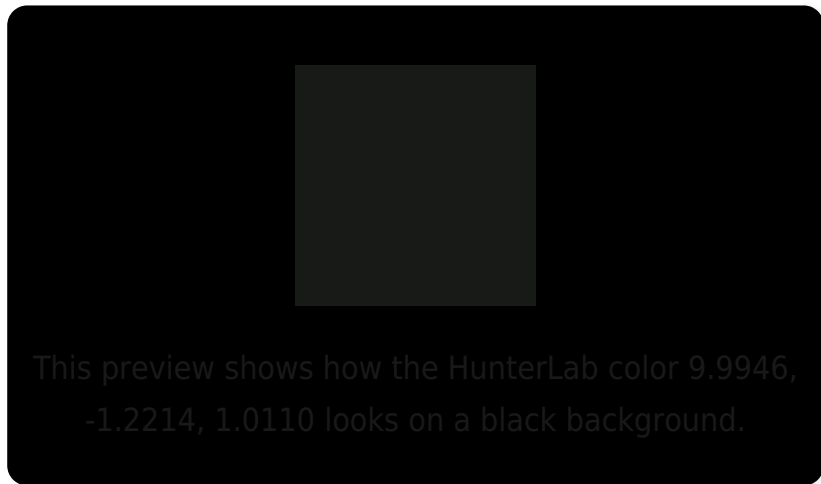 This preview shows how the HunterLab color 9.9946,
-1.2214, 1.0110 looks on a black background.